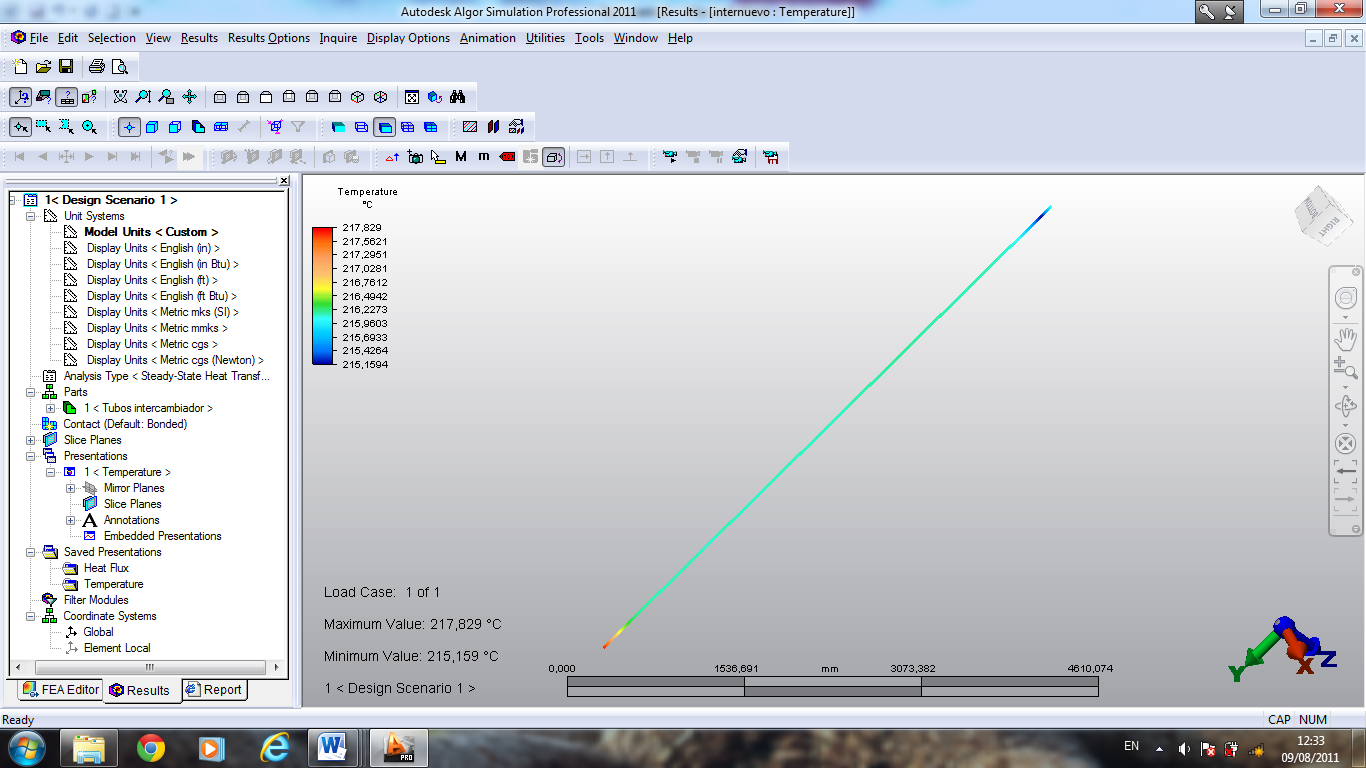 Autodesk Algor Simulation Professional 2011 - [Results - [internuevo : Temperature]]
File Edit Selection View Results Results Options Inquire Display Options Animation Utilities Tools Window Help
M m
1< Design Scenario 1 >
Unit Systems
Model Units < Custom >
Display Units < English (in) >
Display Units < English (in Btu) >
Display Units < English (ft) >
Display Units < English (ft Btu) >
Display Units < Metric mks (SI) >
Display Units < Metric mmks >
Display Units < Metric cgs >
Display Units < Metric cgs (Newton) >
Analysis Type < Steady-State Heat Transf...
Parts
1 < Tubos intercambiador >
Contact (Default: Bonded)
Slice Planes
Presentations
1 < Temperature >
Mirror Planes
Slice Planes
A Annotations
Embedded Presentations
Saved Presentations
Heat Flux
Temperature
Filter Modules
Coordinate Systems
Global
Element Local
FEA Editor Results Report
Temperature
°C
217,829
217,5621
217,2951
217,0281
216,7612
216,4942
216,2273
215,9603
215,6933
215,4264
215,1594
BOTTOM
RIGHT
Load Case: 1 of 1
Maximum Value: 217,829 °C
Minimum Value: 215,159 °C
1 < Design Scenario 1 >
0,000 1536,691 mm 3073,382 4610,074
Y X Z
Ready CAP NUM
W PRO EN 12:33
09/08/2011